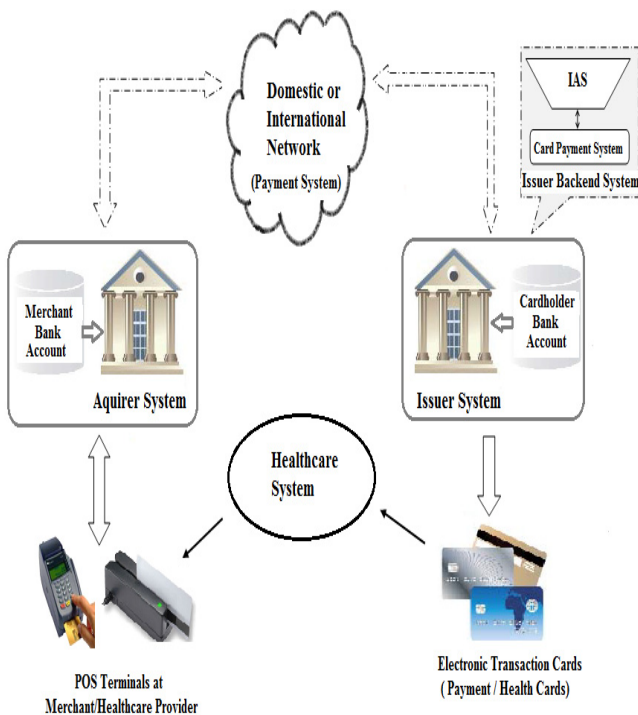 Domestic or
International
Network
(Payment System)
IAS
Card Payment System
Issuer Backend System
Merchant
Bank
Account
Aquirer System
Cardholder
Bank
Account
Issuer System
Healthcare
System
POS Terminals at
Merchant/Healthcare Provider
Electronic Transaction Cards
( Payment / Health Cards)